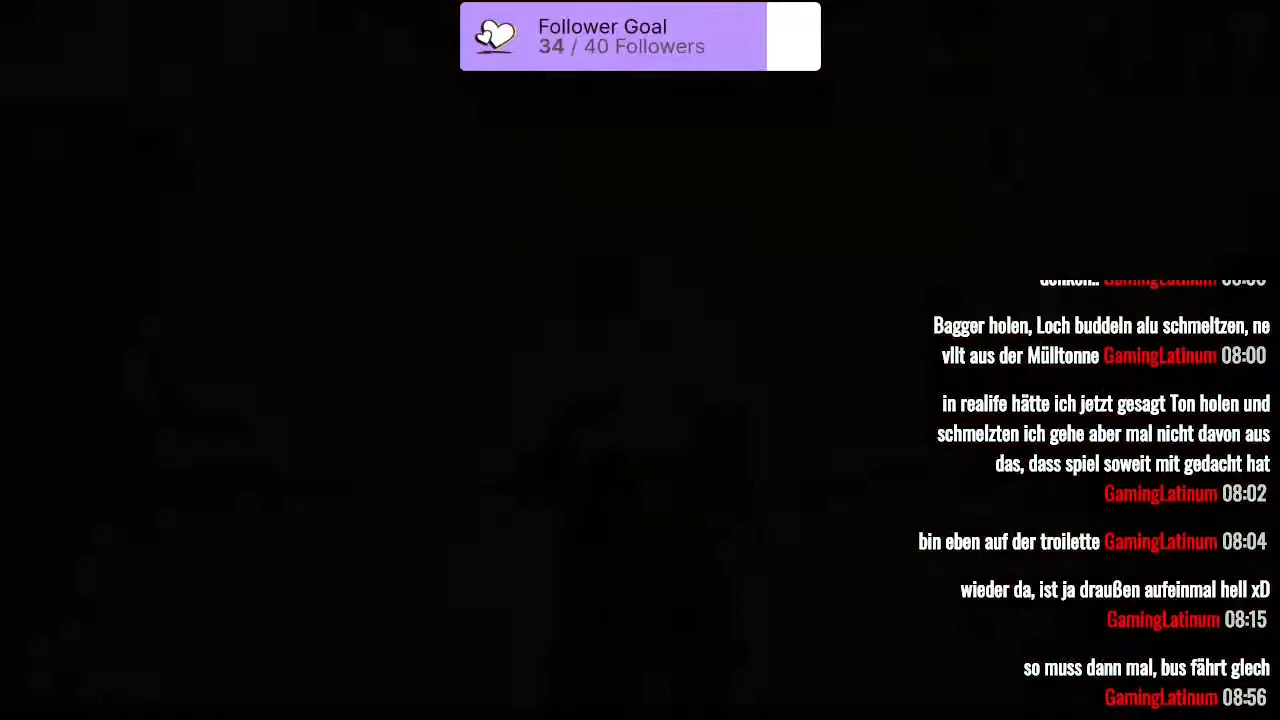 Follower Goal
34 / 40 Followers
GamingLatinum
Bagger holen, Loch buddeln alu schmeltzen, ne
vllt aus der Mülltonne GamingLatinum 08:00
in realife hätte ich jetzt gesagt Ton holen und
schmelzten ich gehe aber mal nicht davon aus
das, dass spiel soweit mit gedacht hat
GamingLatinum 08:02
bin eben auf der troilette GamingLatinum 08:04
wieder da, ist ja draußen aufeinmal hell xD
GamingLatinum 08:15
so muss dann mal, bus fährt glech
GamingLatinum 08:56